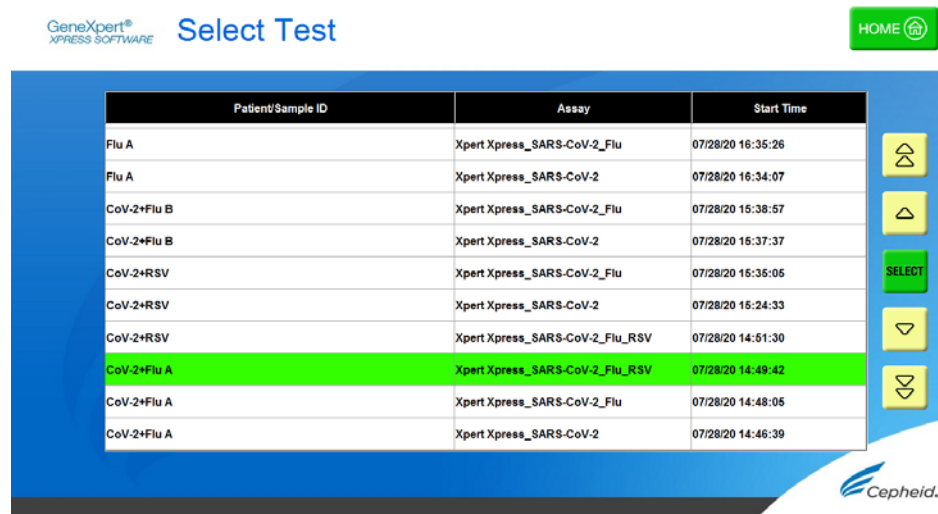 GeneXpert®
XPRESS SOFTWARE
Select Test
HOME
Patient/Sample ID Assay Start Time
Flu A Xpert Xpress_SARS-CoV-2_Flu 07/28/20 16:35:26
Flu A Xpert Xpress_SARS-CoV-2 07/28/20 16:34:07
CoV-2+Flu B Xpert Xpress_SARS-CoV-2_Flu 07/28/20 15:38:57
CoV-2+Flu B Xpert Xpress_SARS-CoV-2 07/28/20 15:37:37
CoV-2+RSV Xpert Xpress_SARS-CoV-2_Flu 07/28/20 15:35:05
SELECT
CoV-2+RSV Xpert Xpress_SARS-CoV-2 07/28/20 15:24:33
CoV-2+RSV Xpert Xpress_SARS-CoV-2_Flu_RSV 07/28/20 14:51:30
CoV-2+Flu A Xpert Xpress_SARS-CoV-2_Flu_RSV 07/28/20 14:49:42
CoV-2+Flu A Xpert Xpress_SARS-CoV-2_Flu 07/28/20 14:48:05
CoV-2+Flu A Xpert Xpress_SARS-CoV-2 07/28/20 14:46:39
Cepheid.